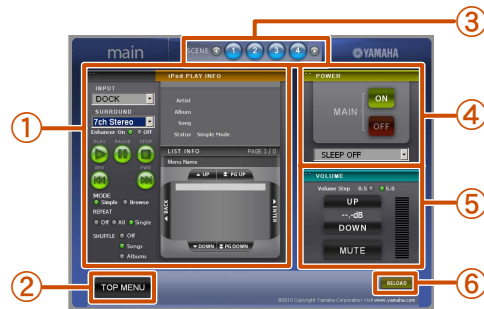 ③
main
SCENE 1 2 3 4
YAMAHA
①
iPod PLAY INFO
INPUT
DOCK
SURROUND
7ch Stereo
Enhancer On Off
PLAY PAUSE STOP
REV FWD
MODE
Simple Browse
REPEAT
Off All Single
SHUFFLE Off
Songs
Albums
Artist
Album
Song
Status Simple Mode
LIST INFO PAGE 1 / 0
Menu Name
UP PG UP
BACK
ENTER
DOWN PG DOWN
POWER
④
MAIN
ON
OFF
SLEEP OFF
VOLUME
⑤
Volume Step 0.5 5.0
UP
--.-dB
DOWN
MUTE
②
TOP MENU
RELOAD
⑥
©2010 Copyright Yamaha Corporation Visit www.yamaha.com